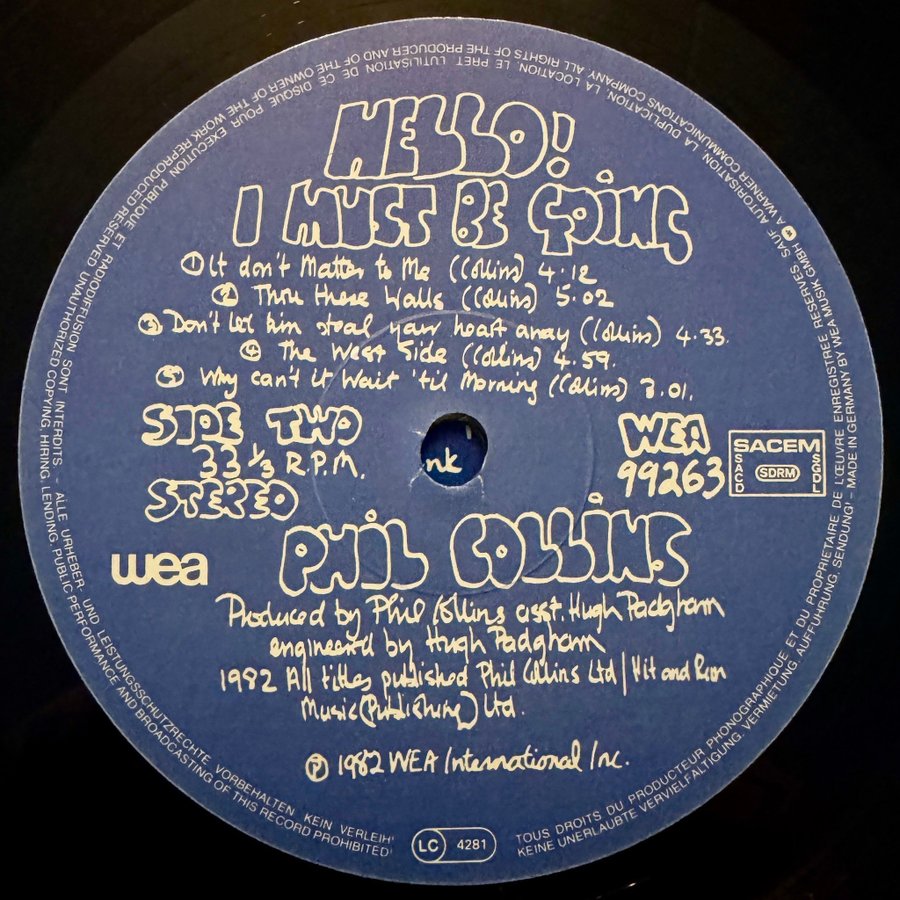 HELLO!
I MUST BE GOING
① It don't Matter to Me (Collins) 4.12
② Thru these Walls (Collins) 5.02
③ Don't let him steal your heart away (Collins) 4.33.
④ The West Side (Collins) 4.59.
⑤ Why can't it Wait 'til Morning (Collins) 3.01.
SIDE TWO
33 1/3 R.P.M.
STEREO
nk
WEA
99263
SACEM
SACD
SDRM
SGDL
PHIL COLLINS
wea
Produced by Phil Collins asst. Hugh Padgham
engineered by Hugh Padgham
1982 All titles published Phil Collins Ltd / Hit and Run
Music (Publishing) Ltd.
℗ 1982 WEA International Inc.
LC 4281
TOUS DROITS DU PRODUCTEUR PHONOGRAPHIQUE ET DU PROPRIETAIRE DE L'ŒUVRE ENREGISTREE RESERVES SAUF AUTORISATION, LA DUPLICATION, LA LOCATION, LE PRET, L'UTILISATION DE CE DISQUE POUR EXECUTION PUBLIQUE ET RADIODIFFUSION SONT INTERDITS - ALLE URHEBER- UND LEISTUNGSSCHUTZRECHTE VORBEHALTEN KEIN VERLEIH!
KEINE UNERLAUBTE VERVIELFÄLTIGUNG, VERMIETUNG, AUFFÜHRUNG, SENDUNG! - MADE IN GERMANY BY WEA MUSIK GMBH A WARNER COMMUNICATIONS COMPANY. ALL RIGHTS OF THE PRODUCER AND OF THE OWNER OF THE WORK REPRODUCED RESERVED UNAUTHORIZED COPYING, HIRING, LENDING, PUBLIC PERFORMANCE AND BROADCASTING OF THIS RECORD PROHIBITED!